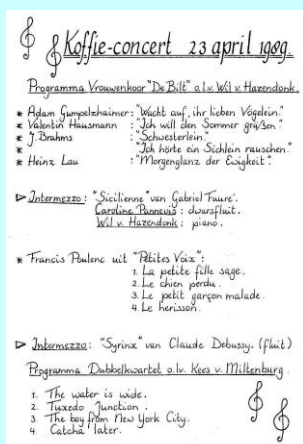 Koffie-concert 23 april 1989.
Programma Vrouwenkoor "De Bilt" o.l.v. Wil v. Hazendonk.
* Adam Gumpelzhaimer: "Wacht auf, ihr lieben Vögelein."
* Valentin Hausmann: "Ich will den Sommer grüßen."
* J. Brahms: "Schwesterlein."
* "Ich hörte ein Sichlein rauschen."
* Heinz Lau: "Morgenglanz der Ewigkeit".
▷ Intermezzo: "Sicilienne" van Gabriel Fauré.
Caroline Pannevis: dwarsfluit.
Wil v. Hazendonk: piano.
* Francis Poulenc uit "Petites Voix":
1. La petite fille sage.
2. Le chien perdu.
3. Le petit garçon malade.
4. Le herisson.
▷ Intermezzo: "Syrinx" van Claude Debussy. (fluit)
Programma Dubbelkwartet o.l.v. Kees v. Miltenburg.
1. The water is wide.
2. Tuxedo Junction.
3. The boy from New York City.
4. Catcha later.